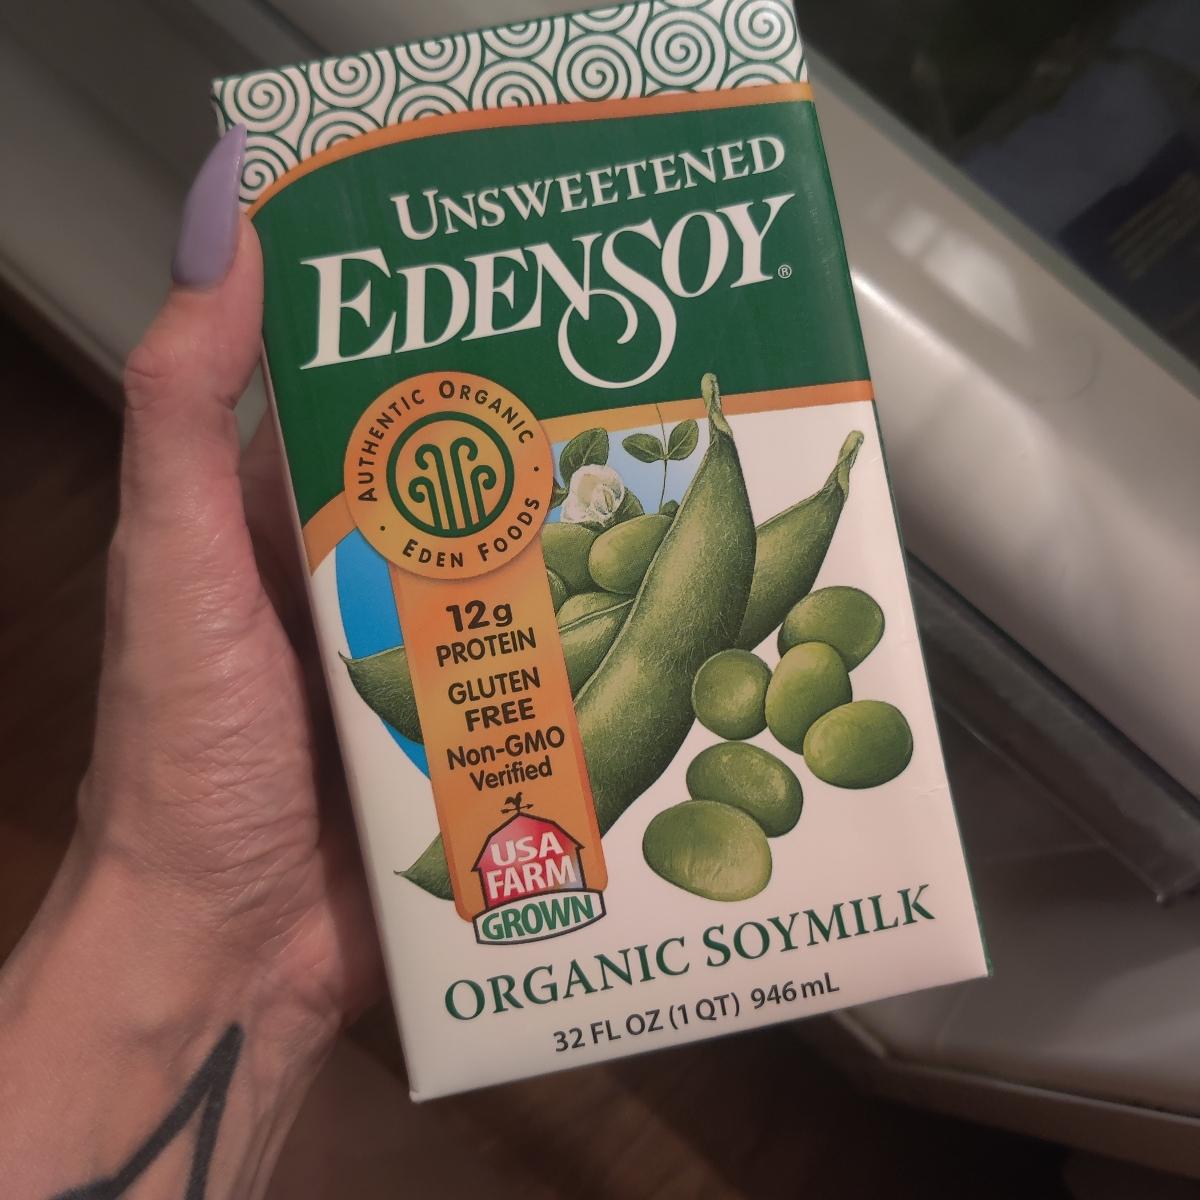 UNSWEETENED
EDENSOY®
AUTHENTIC ORGANIC
• EDEN FOODS •
12g
PROTEIN
GLUTEN
FREE
Non-GMO
Verified
USA
FARM
GROWN
ORGANIC SOYMILK
32 FL OZ (1 QT) 946 mL